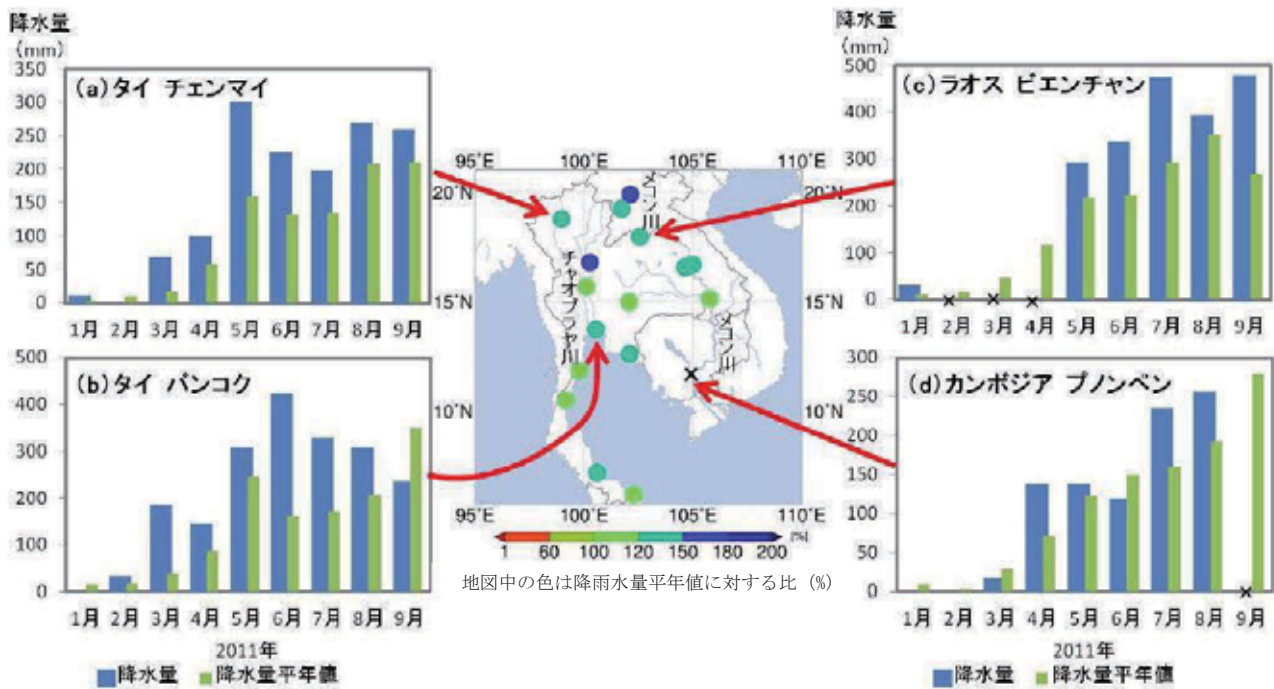 降水量
(mm)
(a)タイ チェンマイ
350
300
250
200
150
100
50
0
1月 2月 3月 4月 5月 6月 7月 8月 9月
(b)タイ バンコク
500
400
300
200
100
0
1月 2月 3月 4月 5月 6月 7月 8月 9月
2011年
降水量 降水量平年値
95°E 100°E 105°E 110°E
20°N 20°N
15°N 15°N
10°N 10°N
メコン川
チャオプラヤ川
メコン川
95°E 100°E 105°E 110°E
1 60 100 120 150 180 200
[%]
地図中の色は降雨水量平年値に対する比 (%)
降水量
(mm)
(c)ラオス ビエンチャン
500
400
300
200
100
0
1月 2月 3月 4月 5月 6月 7月 8月 9月
(d)カンボジア プノンペン
300
250
200
150
100
50
0
1月 2月 3月 4月 5月 6月 7月 8月 9月
2011年
降水量 降水量平年値